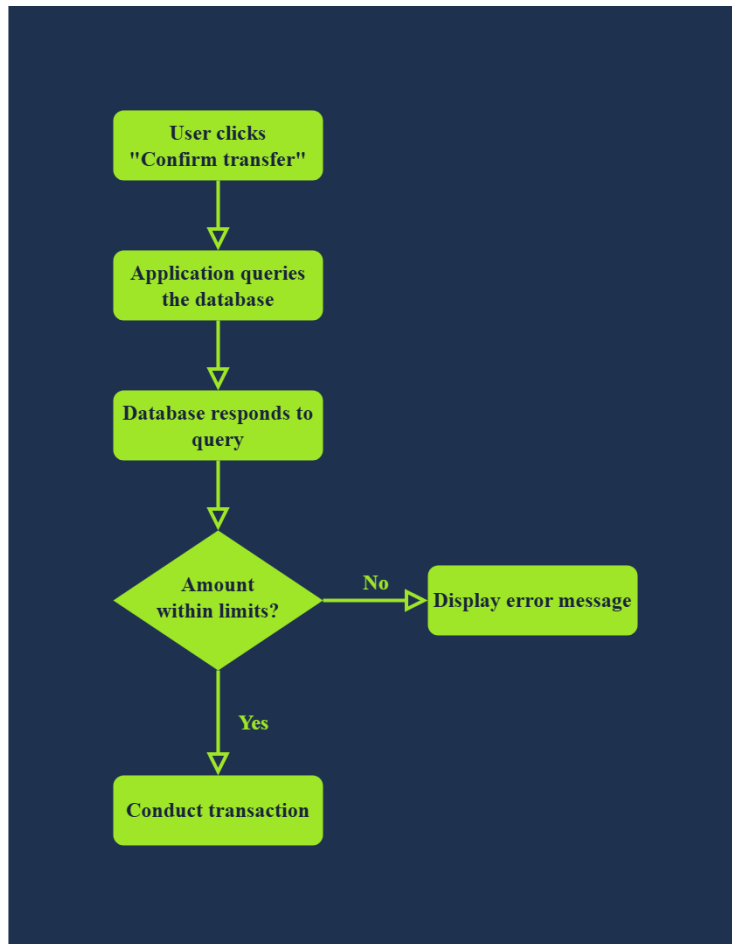 User clicks
"Confirm transfer"
Application queries
the database
Database responds to
query
Amount
within limits?
No
Display error message
Yes
Conduct transaction